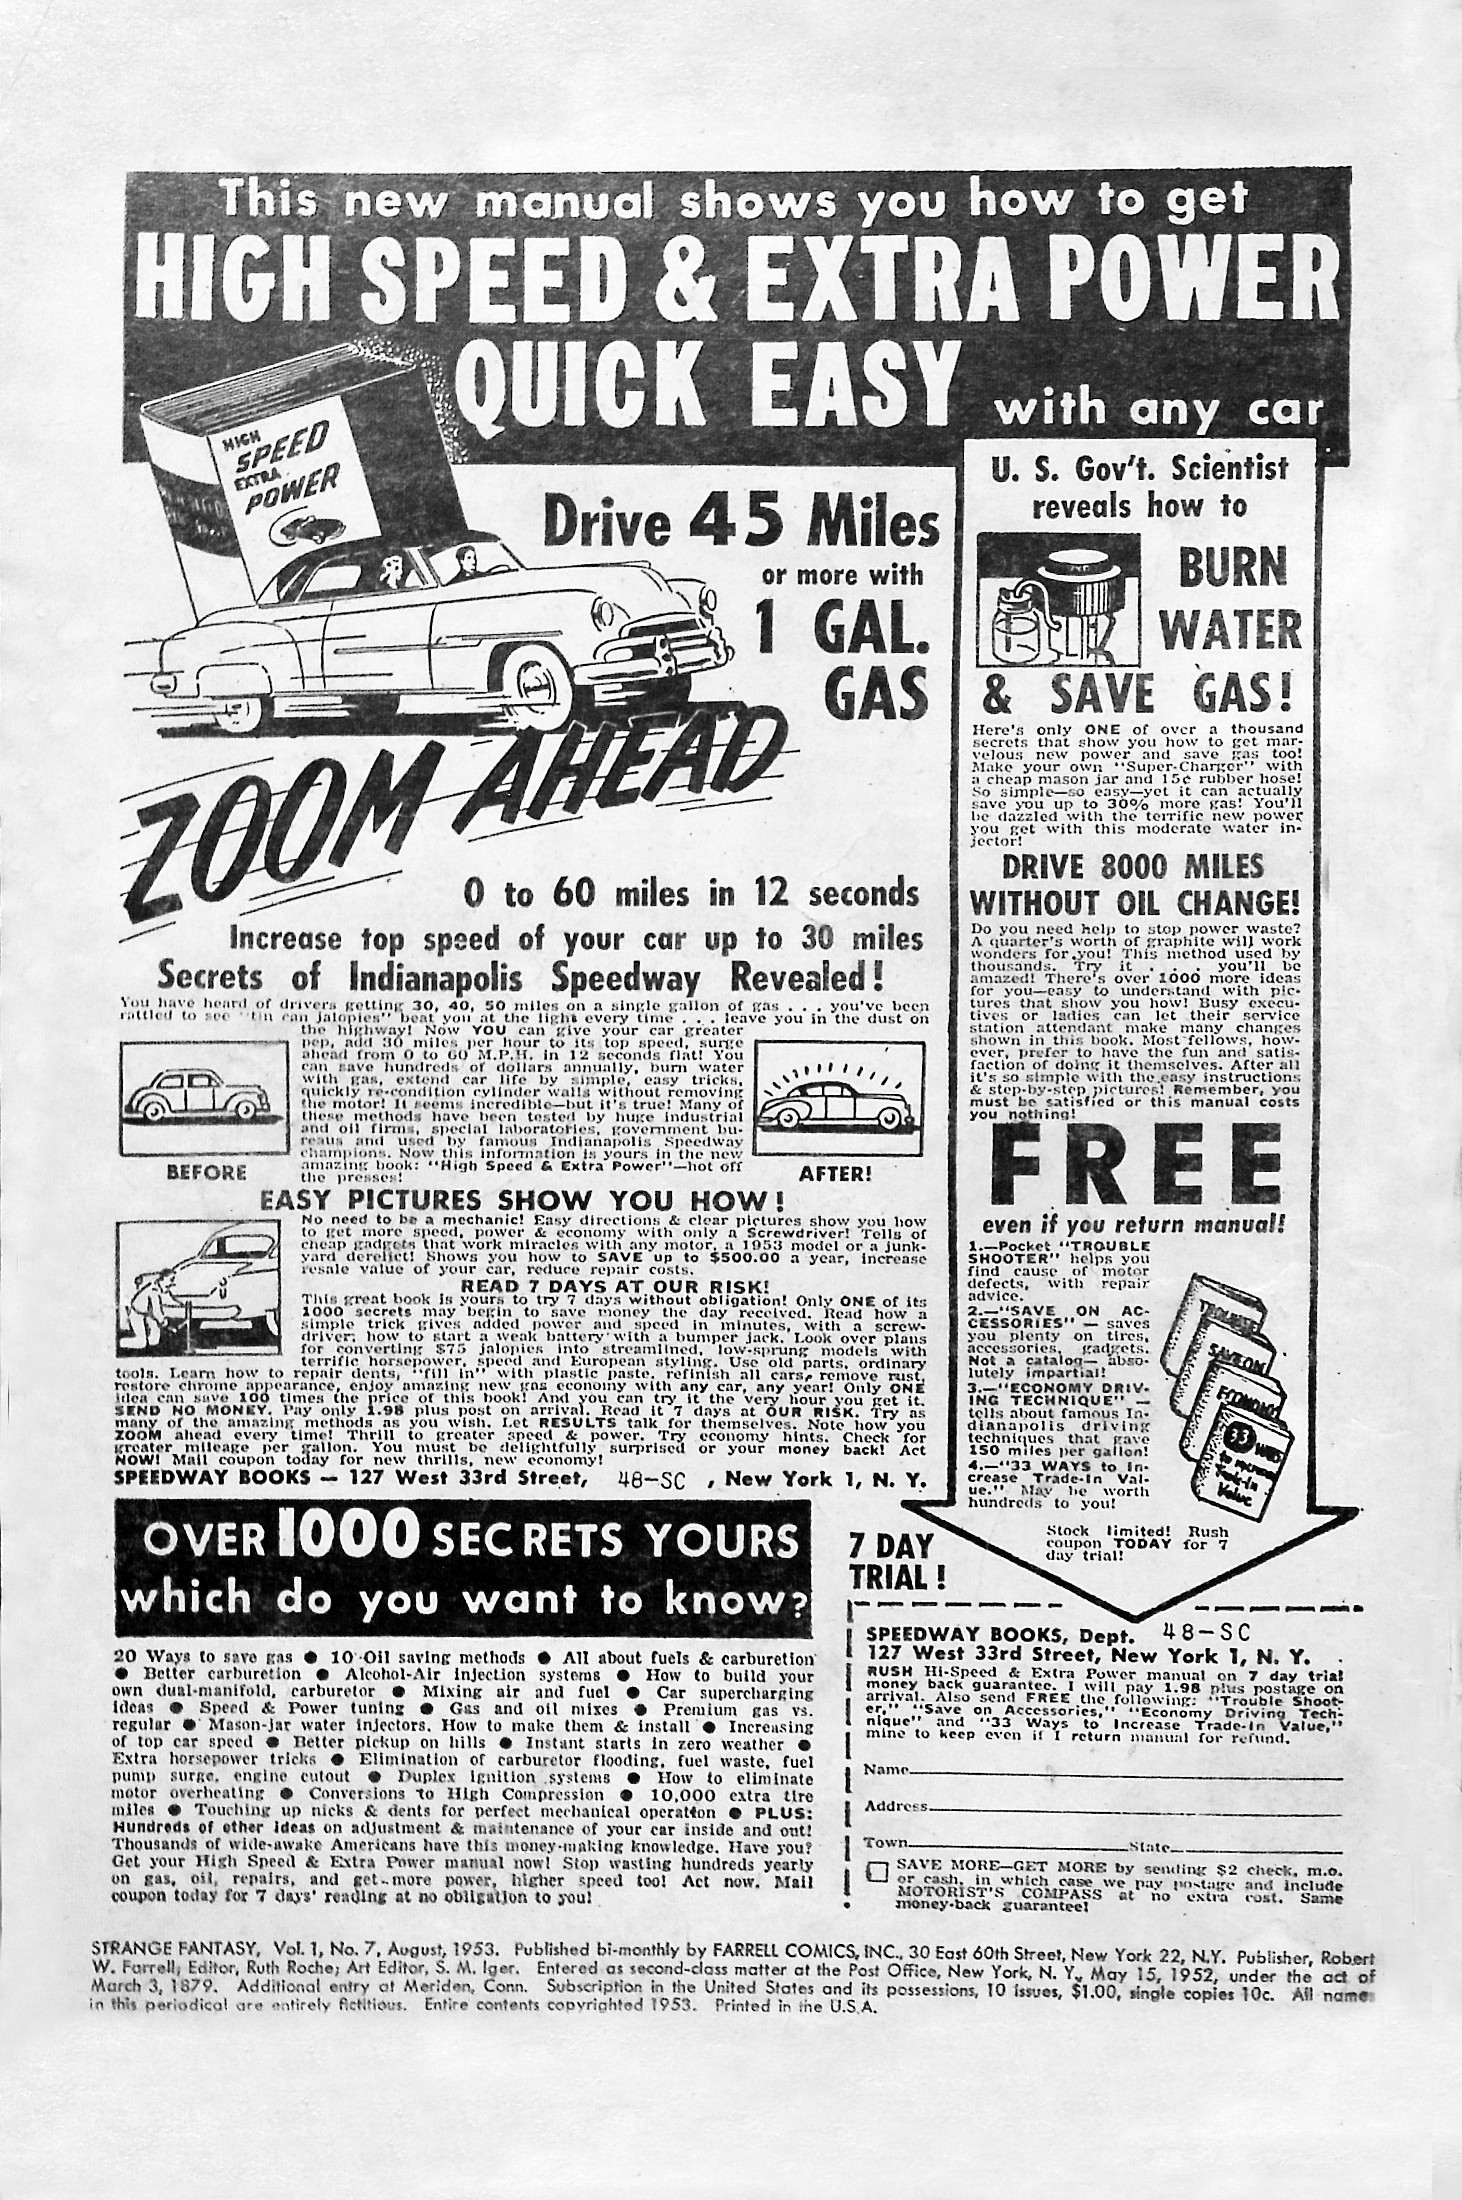 This new manual shows you how to get
HIGH SPEED & EXTRA POWER
QUICK EASY
with any car
HIGH
SPEED
EXTRA
POWER
Drive 45 Miles
or more with
1 GAL.
GAS
ZOOM AHEAD
0 to 60 miles in 12 seconds
Increase top speed of your car up to 30 miles
Secrets of Indianapolis Speedway Revealed!
You have heard of drivers getting 30, 40, 50 miles on a single gallon of gas . . . you've been
rattled to see "tin can jalopies" beat you at the light every time . . . leave you in the dust on
the highway! Now YOU can give your car greater
pep, add 30 miles per hour to its top speed, surge
ahead from 0 to 60 M.P.H. in 12 seconds flat! You
can save hundreds of dollars annually, burn water
with gas, extend car life by simple, easy tricks,
quickly re-condition cylinder walls without removing
the motor! It seems incredible—but it's true! Many of
these methods have been tested by huge industrial
and oil firms, special laboratories, government bu-
reaus and used by famous Indianapolis Speedway
champions. Now this information is yours in the new
amazing book: "High Speed & Extra Power"—hot off
the presses!
BEFORE
AFTER!
EASY PICTURES SHOW YOU HOW!
No need to be a mechanic! Easy directions & clear pictures show you how
to get more speed, power & economy with only a Screwdriver! Tells of
cheap gadgets that work miracles with any motor, a 1953 model or a junk-
yard derelict! Shows you how to SAVE up to $500.00 a year, increase
resale value of your car, reduce repair costs.
READ 7 DAYS AT OUR RISK!
This great book is yours to try 7 days without obligation! Only ONE of its
1000 secrets may begin to save money the day received. Read how a
simple trick gives added power and speed in minutes, with a screw-
driver; how to start a weak battery with a bumper jack. Look over plans
for converting $75 jalopies into streamlined, low-sprung models with
terrific horsepower, speed and European styling. Use old parts, ordinary
tools. Learn how to repair dents, "fill in" with plastic paste, refinish all cars, remove rust,
restore chrome appearance, enjoy amazing new gas economy with any car, any year! Only ONE
idea can save 100 times the price of this book! And you can try it the very hour you get it.
SEND NO MONEY. Pay only 1.98 plus post on arrival. Read it 7 days at OUR RISK. Try as
many of the amazing methods as you wish. Let RESULTS talk for themselves. Note how you
ZOOM ahead every time! Thrill to greater speed & power. Try economy hints. Check for
greater mileage per gallon. You must be delightfully surprised or your money back! Act
NOW! Mail coupon today for new thrills, new economy!
SPEEDWAY BOOKS — 127 West 33rd Street, 48-SC , New York 1, N. Y.
OVER 1000 SECRETS YOURS
which do you want to know?
20 Ways to save gas ● 10 Oil saving methods ● All about fuels & carburetion
● Better carburetion ● Alcohol-Air injection systems ● How to build your
own dual-manifold, carburetor ● Mixing air and fuel ● Car supercharging
ideas ● Speed & Power tuning ● Gas and oil mixes ● Premium gas vs.
regular ● Mason-jar water injectors. How to make them & install ● Increasing
of top car speed ● Better pickup on hills ● Instant starts in zero weather ●
Extra horsepower tricks ● Elimination of carburetor flooding, fuel waste, fuel
pump surge, engine cutout ● Duplex ignition systems ● How to eliminate
motor overheating ● Conversions to High Compression ● 10,000 extra tire
miles ● Touching up nicks & dents for perfect mechanical operation ● PLUS:
Hundreds of other ideas on adjustment & maintenance of your car inside and out!
Thousands of wide-awake Americans have this money-making knowledge. Have you?
Get your High Speed & Extra Power manual now! Stop wasting hundreds yearly
on gas, oil, repairs, and get more power, higher speed too! Act now. Mail
coupon today for 7 days' reading at no obligation to you!
U. S. Gov't. Scientist
reveals how to
BURN
WATER
& SAVE GAS!
Here's only ONE of over a thousand
secrets that show you how to get mar-
velous new power and save gas too!
Make your own "Super-Charger" with
a cheap mason jar and 15c rubber hose!
So simple—so easy—yet it can actually
save you up to 30% more gas! You'll
be dazzled with the terrific new power
you get with this moderate water in-
jector!
DRIVE 8000 MILES
WITHOUT OIL CHANGE!
Do you need help to stop power waste?
A quarter's worth of graphite will work
wonders for you! This method used by
thousands. Try it . . . you'll be
amazed! There's over 1000 more ideas
for you—easy to understand with pic-
tures that show you how! Busy execu-
tives or ladies can let their service
station attendant make many changes
shown in this book. Most fellows, how-
ever, prefer to have the fun and satis-
faction of doing it themselves. After all
it's so simple with the easy instructions
& step-by-step pictures! Remember, you
must be satisfied or this manual costs
you nothing!
FREE
even if you return manual!
1.—Pocket "TROUBLE
SHOOTER" helps you
find cause of motor
defects, with repair
advice.
2.—"SAVE ON AC-
CESSORIES" — saves
you plenty on tires,
accessories, gadgets.
Not a catalog— abso-
lutely impartial!
3.—"ECONOMY DRIV-
ING TECHNIQUE" —
tells about famous In-
dianapolis driving
techniques that gave
150 miles per gallon!
4.—"33 WAYS to In-
crease Trade-In Val-
ue." May be worth
hundreds to you!
TROUBLE
SAVE ON
ECONOMY
33 WAYS
to increase
Trade-In
Value
Stock limited! Rush
coupon TODAY for 7
day trial!
7 DAY
TRIAL!
SPEEDWAY BOOKS, Dept. 48-SC
127 West 33rd Street, New York 1, N. Y.
RUSH Hi-Speed & Extra Power manual on 7 day trial
money back guarantee. I will pay 1.98 plus postage on
arrival. Also send FREE the following: "Trouble Shoot-
er," "Save on Accessories," "Economy Driving Tech-
nique" and "33 Ways to Increase Trade-In Value,"
mine to keep even if I return manual for refund.
Name
Address
Town State
SAVE MORE—GET MORE by sending $2 check, m.o.
or cash, in which case we pay postage and include
MOTORIST'S COMPASS at no extra cost. Same
money-back guarantee!
STRANGE FANTASY, Vol. 1, No. 7, August, 1953. Published bi-monthly by FARRELL COMICS, INC., 30 East 60th Street, New York 22, N.Y. Publisher, Robert
W. Farrell; Editor, Ruth Roche; Art Editor, S. M. Iger. Entered as second-class matter at the Post Office, New York, N. Y., May 15, 1952, under the act of
March 3, 1879. Additional entry at Meriden, Conn. Subscription in the United States and its possessions, 10 issues, $1.00, single copies 10c. All names
in this periodical are entirely fictitious. Entire contents copyrighted 1953. Printed in the U.S.A.